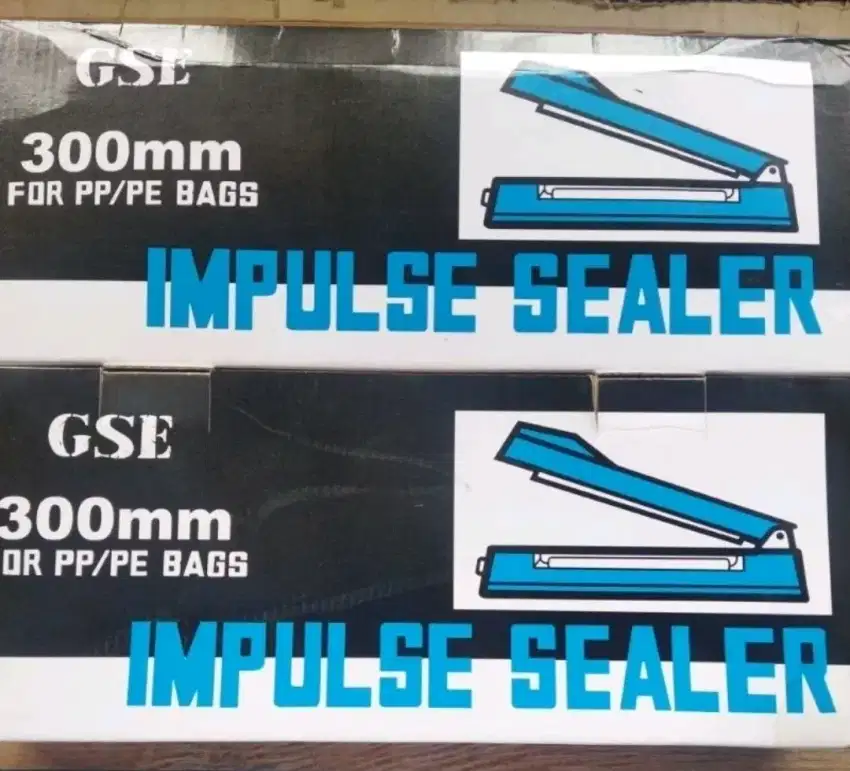 GSE
300mm
FOR PP/PE BAGS
IMPULSE SEALER
GSE
300mm
OR PP/PE BAGS
IMPULSE SEALER